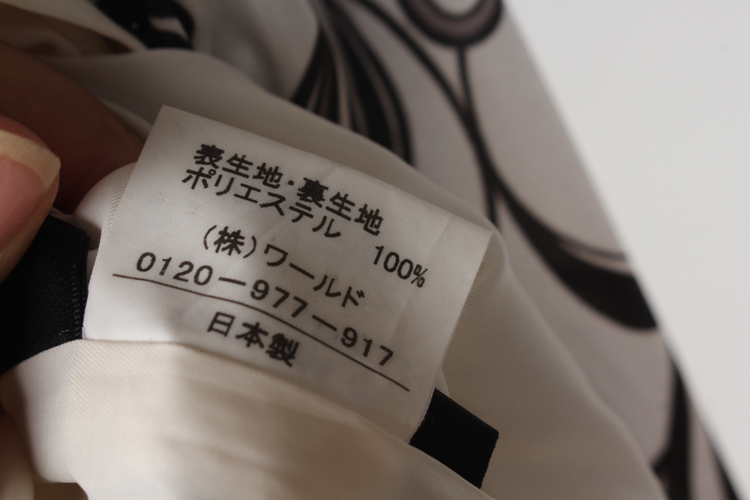 表生地・裏生地
ポリエステル 100%
(株)ワールド
0120-977-917
日本製